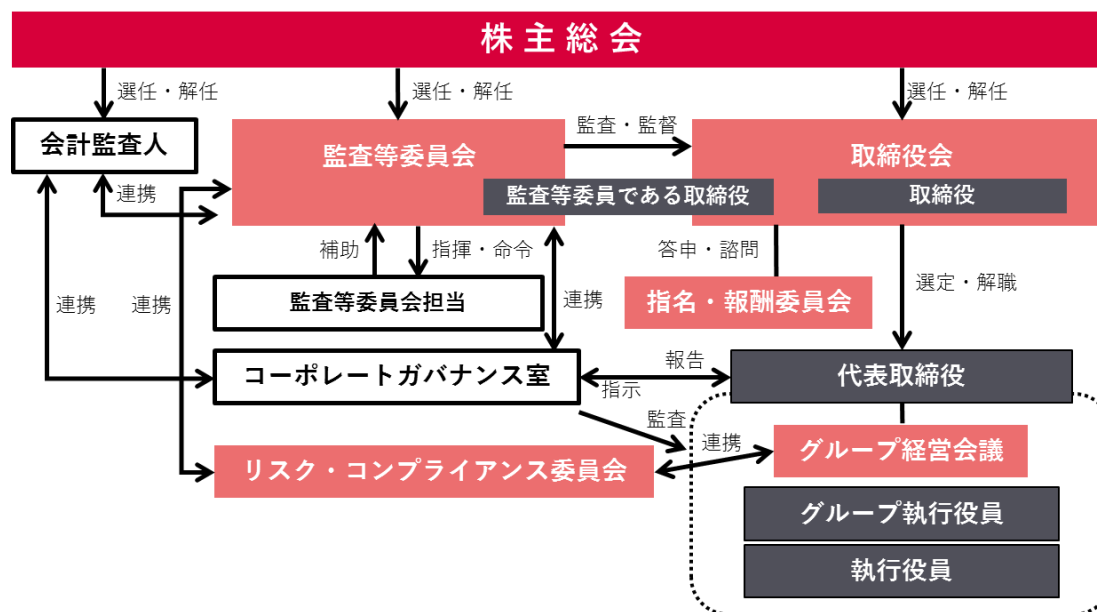 株主総会
選任・解任
選任・解任
選任・解任
会計監査人
監査等委員会
監査・監督
取締役会
監査等委員である取締役
取締役
連携
補助
指揮・命令
答申・諮問
連携
連携
監査等委員会担当
連携
指名・報酬委員会
選定・解職
コーポレートガバナンス室
報告
指示
代表取締役
監査
連携
リスク・コンプライアンス委員会
グループ経営会議
グループ執行役員
執行役員